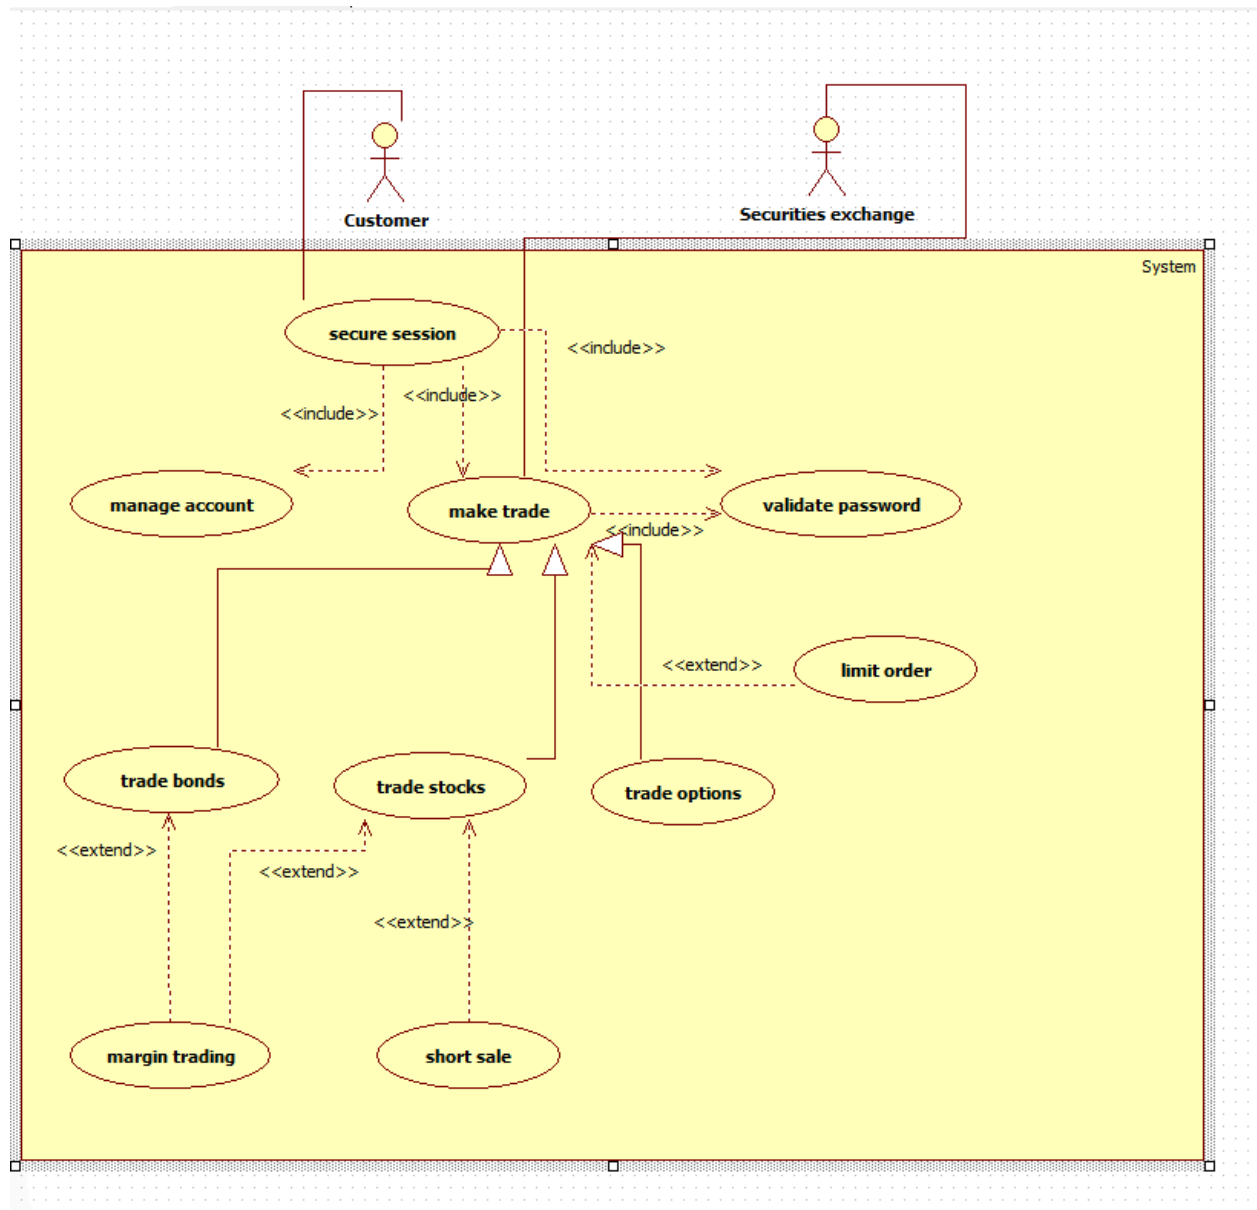 Customer
Securities exchange
System
secure session
<<include>>
<<include>>
<<include>>
manage account
make trade
validate password
<<include>>
<<extend>>
limit order
trade bonds
trade stocks
trade options
<<extend>>
<<extend>>
<<extend>>
margin trading
short sale